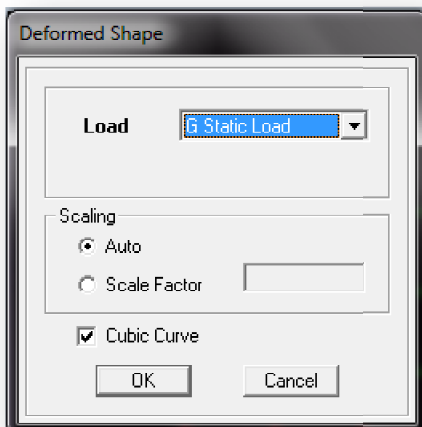 Deformed Shape
Load G Static Load
Scaling
Auto
Scale Factor
Cubic Curve
OK Cancel